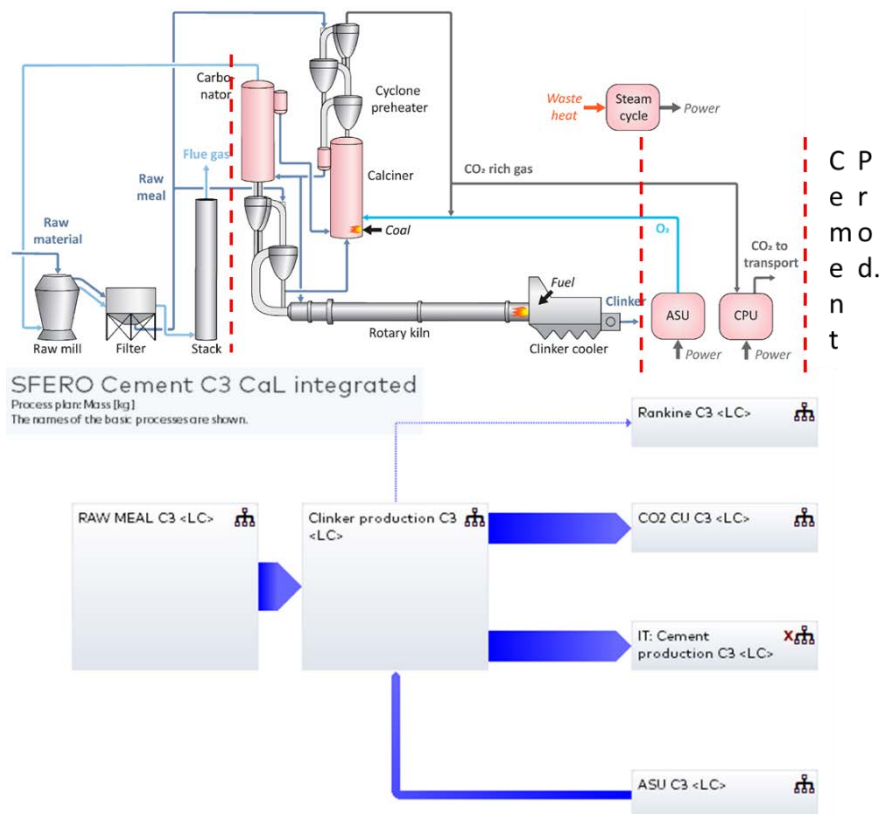 Carbo-
nator
Cyclone
preheater
Waste
heat
Steam
cycle
Power
Flue gas
Raw
meal
Calciner
CO₂ rich gas
Coal
O₂
Raw
material
CO₂ to
transport
Fuel
Clinker
Rotary kiln
Clinker cooler
ASU
CPU
Raw mill
Filter
Stack
Power
Power
Cement
Prod.
SFERO Cement C3 CaL integrated
Process plan: Mass [kg]
The names of the basic processes are shown.
Rankine C3 <LC>
RAW MEAL C3 <LC>
Clinker production C3
<LC>
CO2 CU C3 <LC>
IT: Cement
production C3 <LC>
X
ASU C3 <LC>